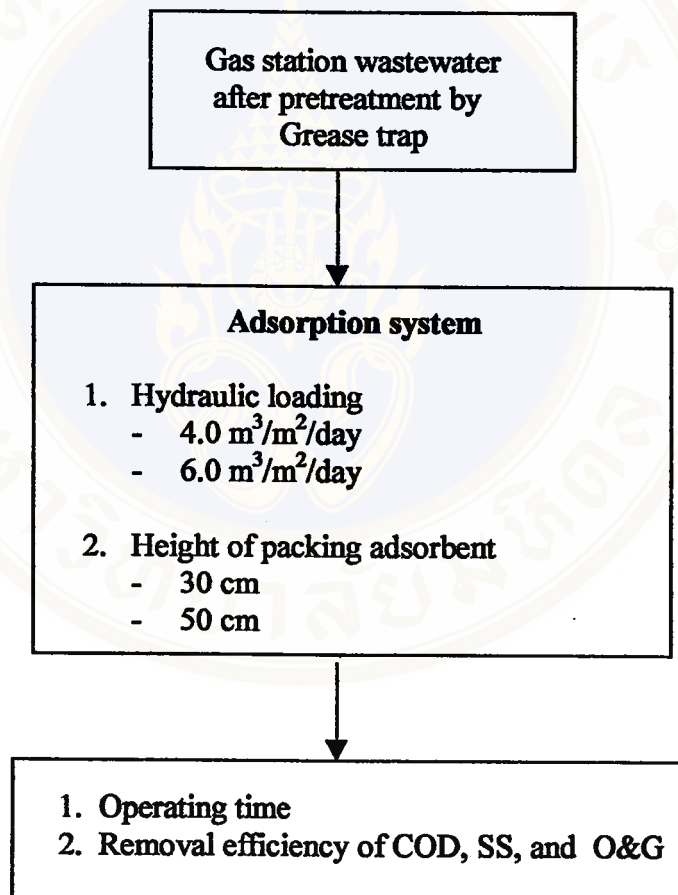 Gas station wastewater
after pretreatment by
Grease trap
Adsorption system
1. Hydraulic loading
- 4.0 m³/m²/day
- 6.0 m³/m²/day
2. Height of packing adsorbent
- 30 cm
- 50 cm
1. Operating time
2. Removal efficiency of COD, SS, and O&G